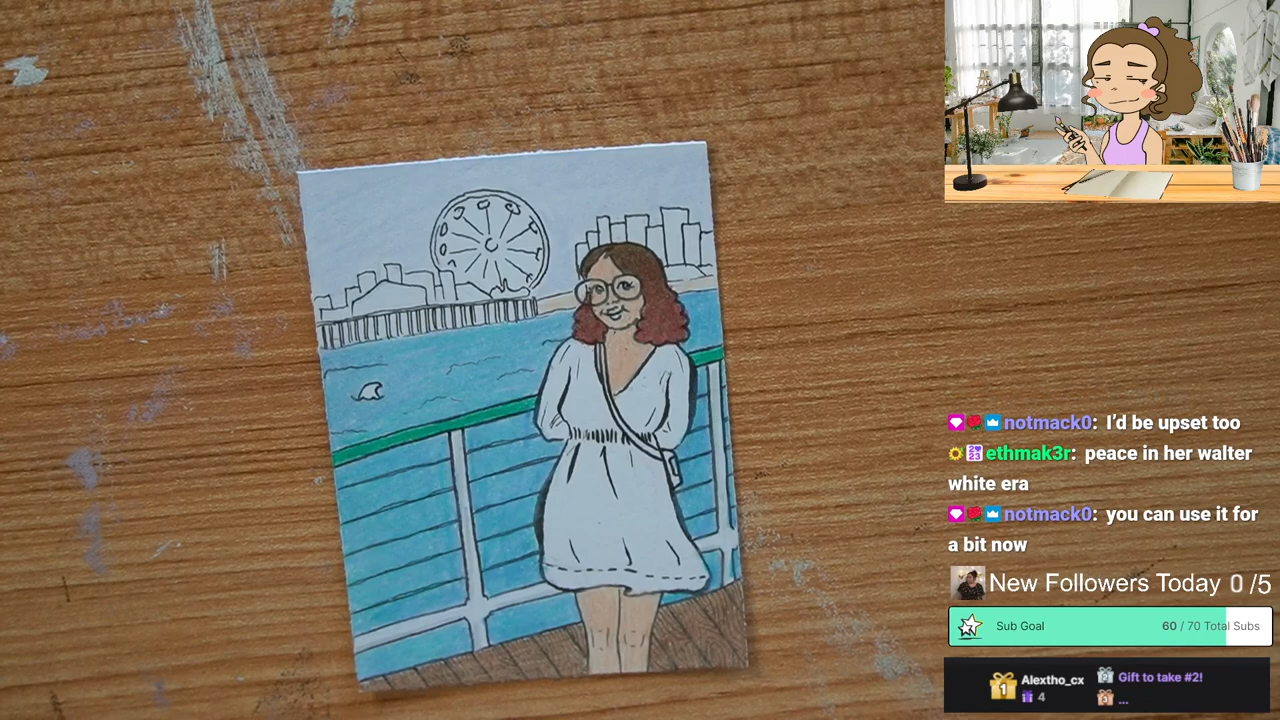 notmack0: I'd be upset too
ethmak3r: peace in her walter
white era
notmack0: you can use it for
a bit now
New Followers Today 0 /5
Sub Goal 60 / 70 Total Subs
1 Alextho_cx
4
Gift to take #2!
...